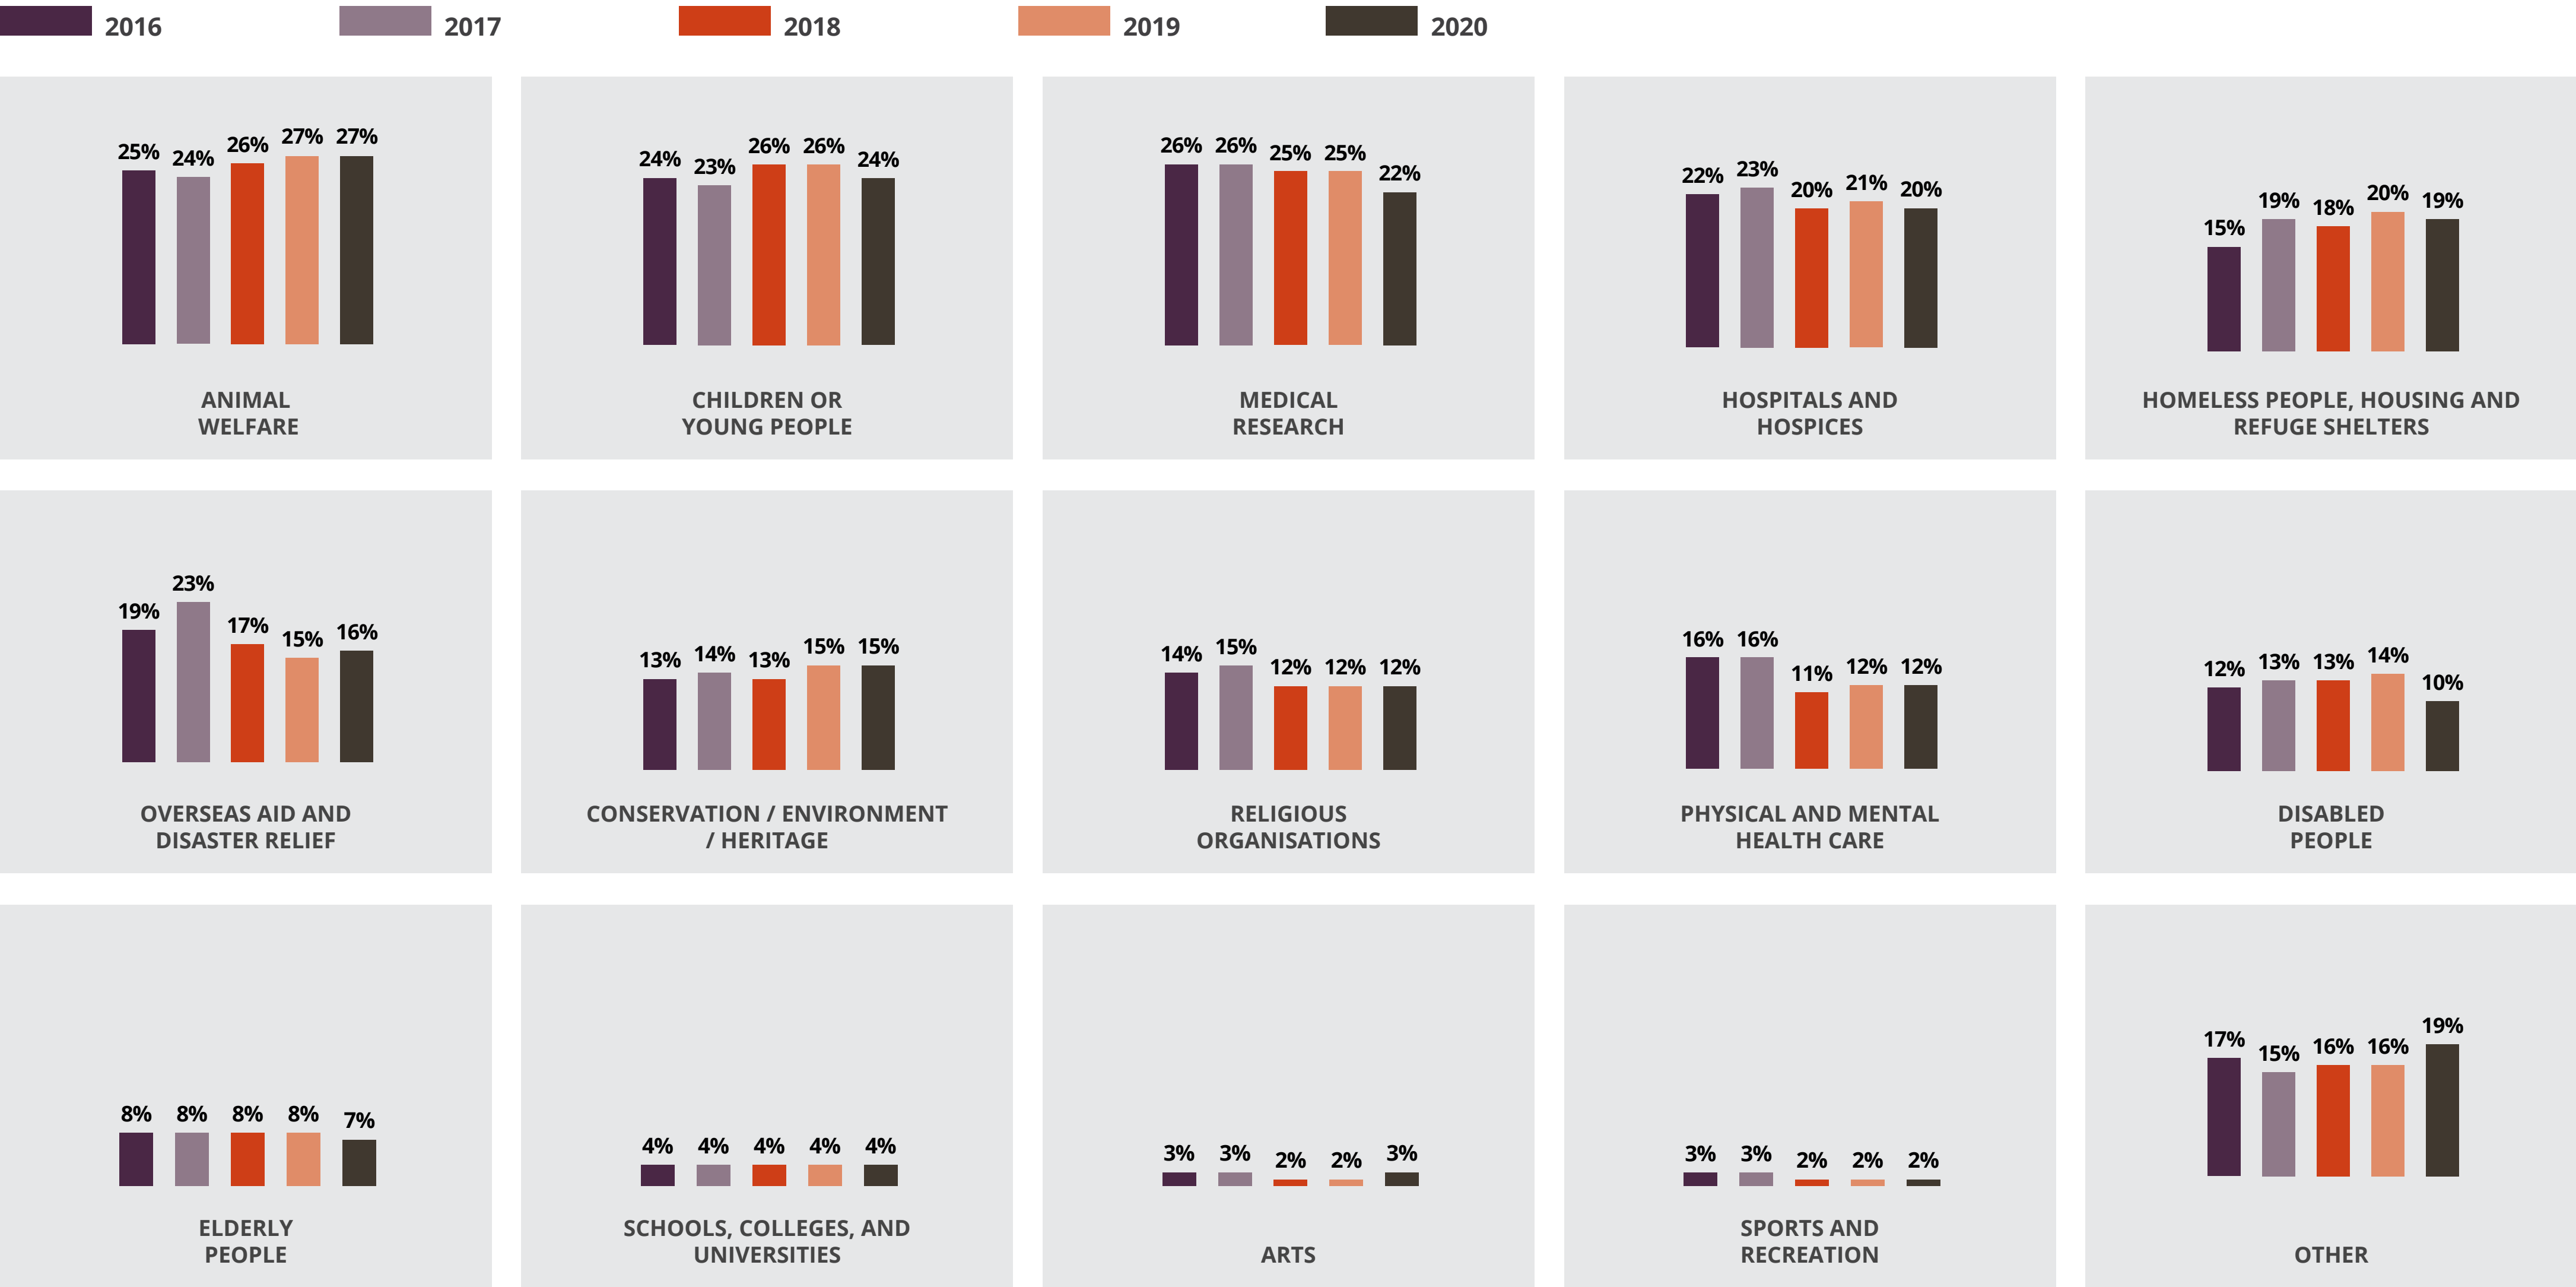 2016 2017 2018 2019 2020
25% 24% 26% 27% 27%
ANIMAL
WELFARE
24% 23% 26% 26% 24%
CHILDREN OR
YOUNG PEOPLE
26% 26% 25% 25% 22%
MEDICAL
RESEARCH
22% 23% 20% 21% 20%
HOSPITALS AND
HOSPICES
15% 19% 18% 20% 19%
HOMELESS PEOPLE, HOUSING AND
REFUGE SHELTERS
19% 23% 17% 15% 16%
OVERSEAS AID AND
DISASTER RELIEF
13% 14% 13% 15% 15%
CONSERVATION / ENVIRONMENT
/ HERITAGE
14% 15% 12% 12% 12%
RELIGIOUS
ORGANISATIONS
16% 16% 11% 12% 12%
PHYSICAL AND MENTAL
HEALTH CARE
12% 13% 13% 14% 10%
DISABLED
PEOPLE
8% 8% 8% 8% 7%
ELDERLY
PEOPLE
4% 4% 4% 4% 4%
SCHOOLS, COLLEGES, AND
UNIVERSITIES
3% 3% 2% 2% 3%
ARTS
3% 3% 2% 2% 2%
SPORTS AND
RECREATION
17% 15% 16% 16% 19%
OTHER